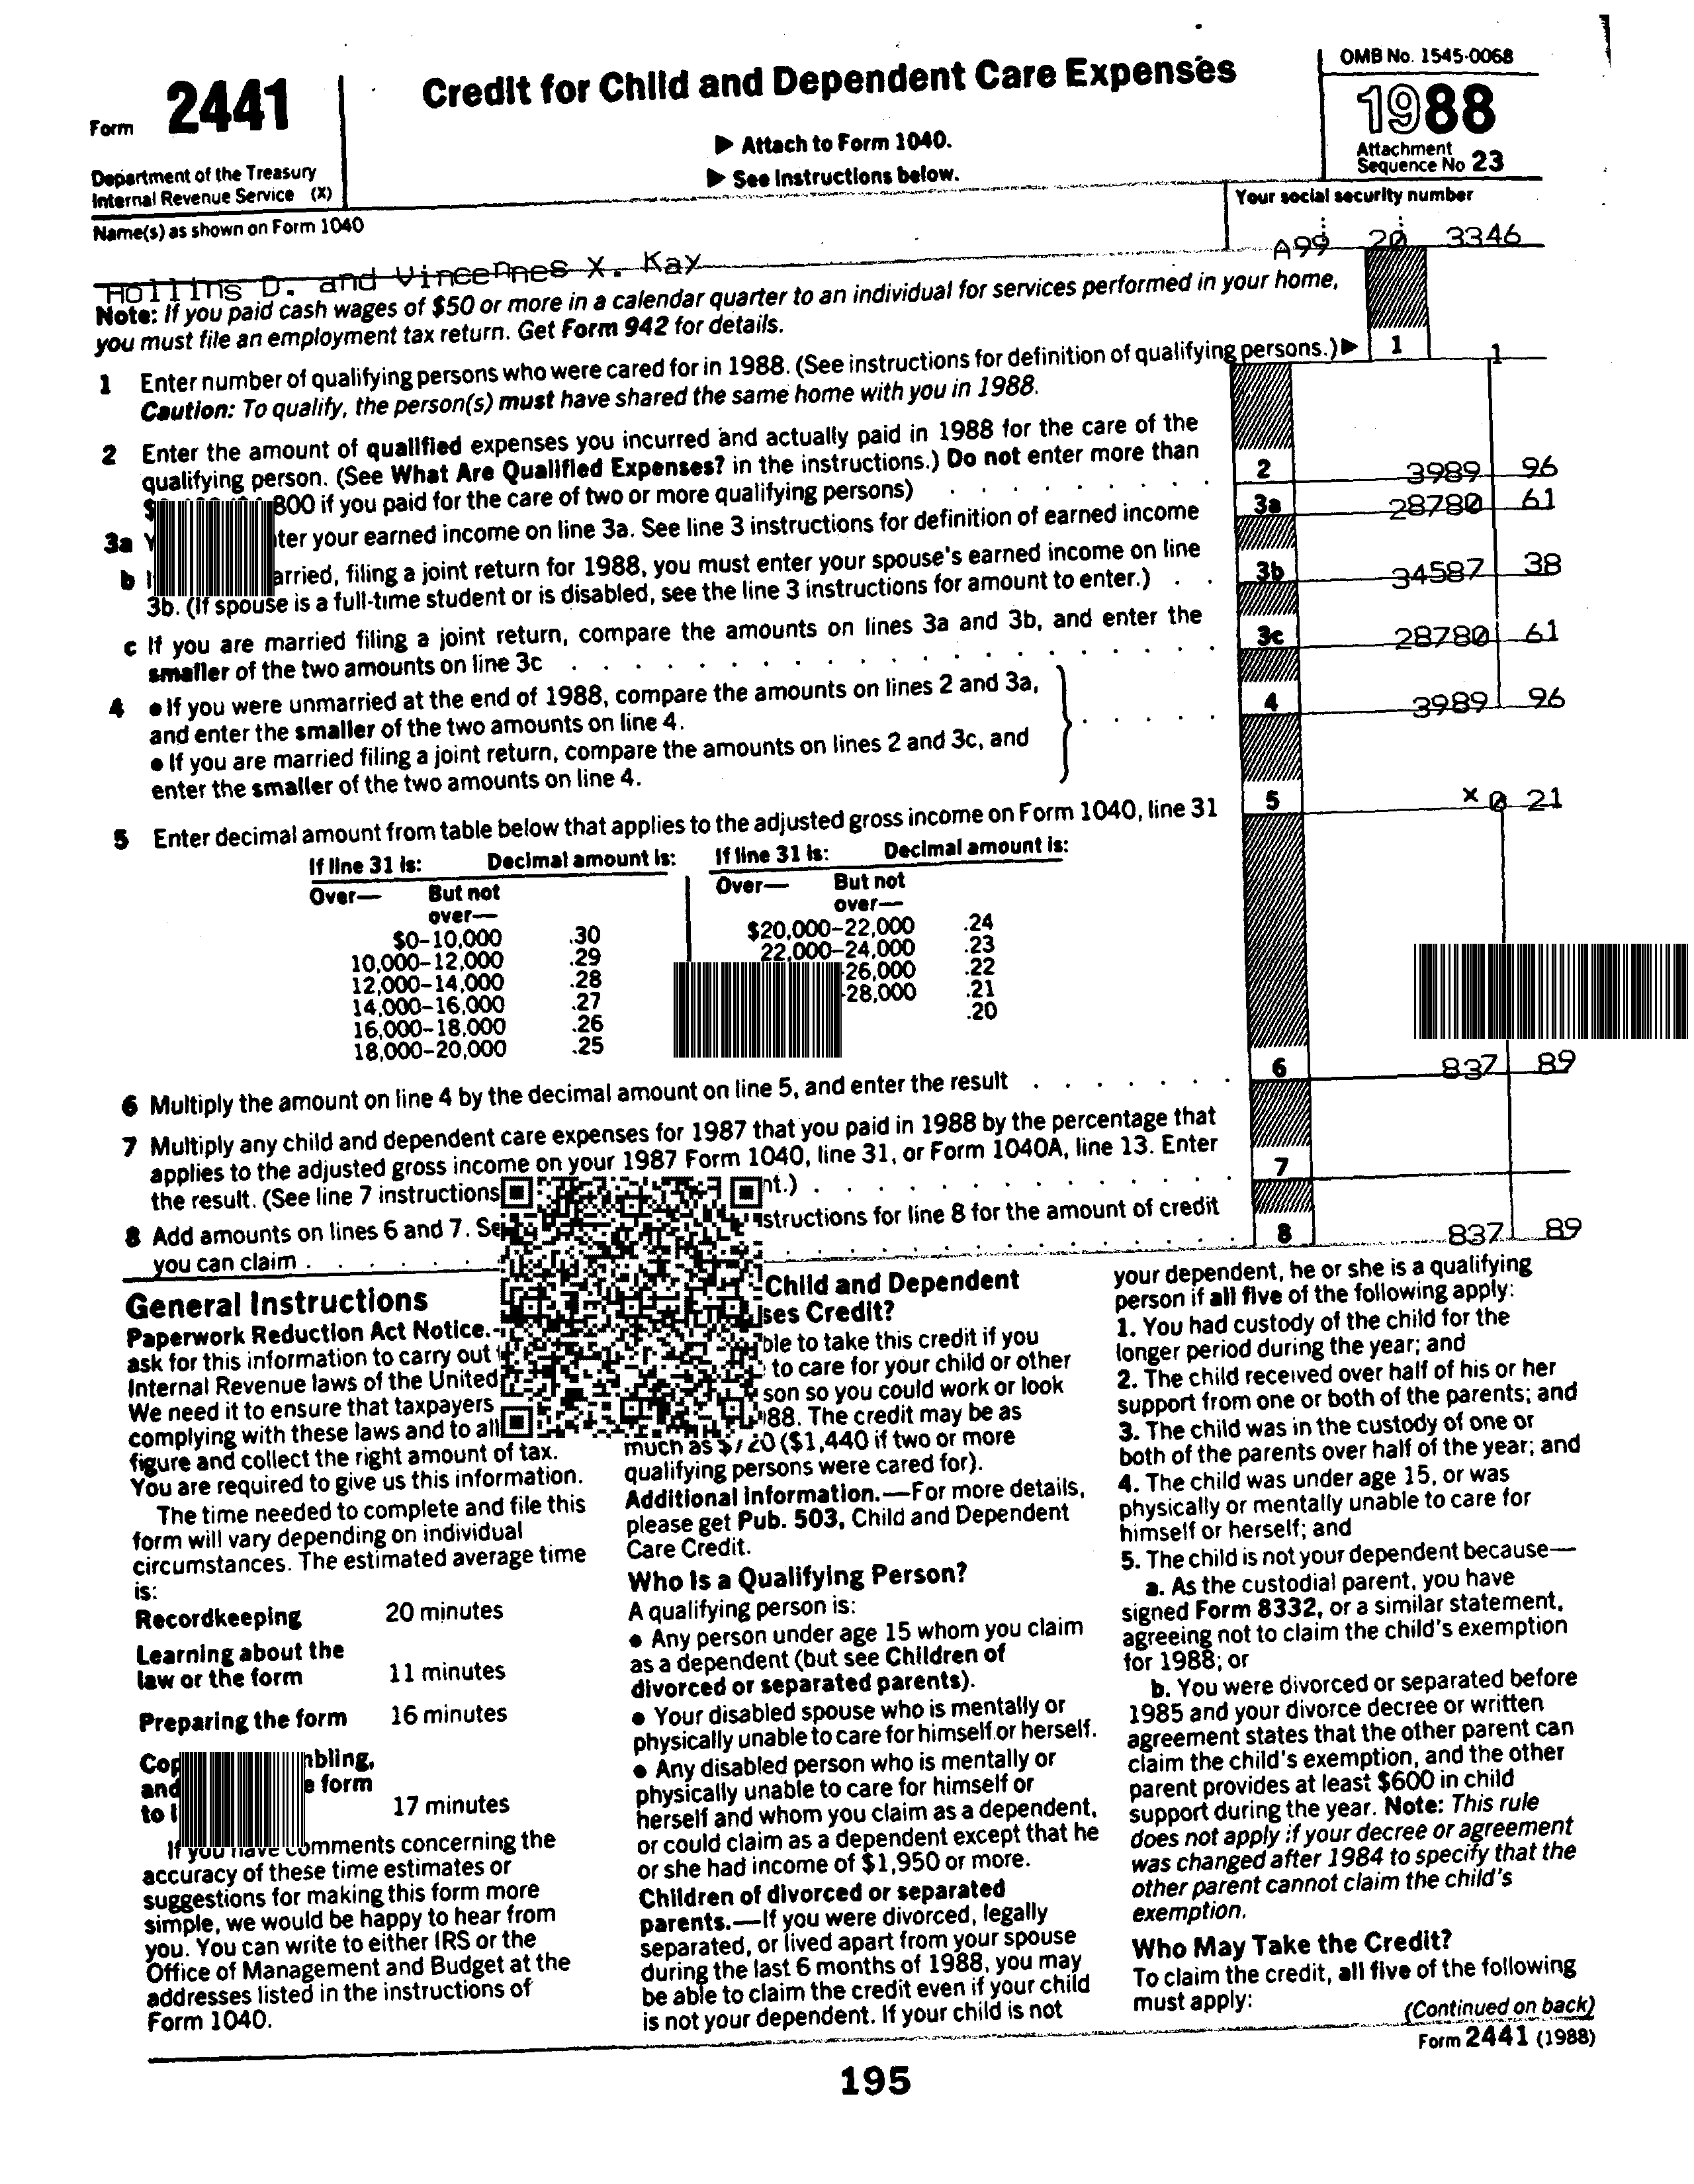 Form 2441
Department of the Treasury
Internal Revenue Service (X)
Credit for Child and Dependent Care Expenses
▶ Attach to Form 1040.
▶ See instructions below.
OMB No. 1545-0068
1988
Attachment
Sequence No 23
Name(s) as shown on Form 1040
Your social security number
Hollins D. and Vincennes X. Kay
A99 20 3346
Note: If you paid cash wages of $50 or more in a calendar quarter to an individual for services performed in your home,
you must file an employment tax return. Get Form 942 for details.
1 Enter number of qualifying persons who were cared for in 1988. (See instructions for definition of qualifying persons.) ▶ 1 1
Caution: To qualify, the person(s) must have shared the same home with you in 1988.
2 Enter the amount of qualified expenses you incurred and actually paid in 1988 for the care of the
qualifying person. (See What Are Qualified Expenses? in the instructions.) Do not enter more than
800 if you paid for the care of two or more qualifying persons) . . . . . . . . 2 3989 96
3a your earned income on line 3a. See line 3 instructions for definition of earned income 3a 28780 61
b filing a joint return for 1988, you must enter your spouse's earned income on line
3b. (If spouse is a full-time student or is disabled, see the line 3 instructions for amount to enter.) . . 3b 34587 38
c If you are married filing a joint return, compare the amounts on lines 3a and 3b, and enter the
smaller of the two amounts on line 3c . . . . . . . . . . . . . . . . . 3c 28780 61
4 ● If you were unmarried at the end of 1988, compare the amounts on lines 2 and 3a,
and enter the smaller of the two amounts on line 4.
● If you are married filing a joint return, compare the amounts on lines 2 and 3c, and
enter the smaller of the two amounts on line 4.
. . . . . 4 3989 96
5 Enter decimal amount from table below that applies to the adjusted gross income on Form 1040, line 31 5 × 0 21
If line 31 is: Decimal amount is: If line 31 is: Decimal amount is:
Over— But not over— Over— But not over—
$0–10,000 .30 $20,000–22,000 .24
10,000–12,000 .29 22,000–24,000 .23
12,000–14,000 .28 26,000 .22
14,000–16,000 .27 28,000 .21
16,000–18,000 .26 .20
18,000–20,000 .25
6 Multiply the amount on line 4 by the decimal amount on line 5, and enter the result . . . . . . . 6 837 89
7 Multiply any child and dependent care expenses for 1987 that you paid in 1988 by the percentage that
applies to the adjusted gross income on your 1987 Form 1040, line 31, or Form 1040A, line 13. Enter
the result. (See line 7 instructions . . . . . . . . . . . . 7
8 Add amounts on lines 6 and 7. instructions for line 8 for the amount of credit
you can claim . . . . . . . . . . . . . . . . . . . 8 837 89
General Instructions
Paperwork Reduction Act Notice.—
ask for this information to carry out
Internal Revenue laws of the United
We need it to ensure that taxpayers
complying with these laws and to
figure and collect the right amount of tax.
You are required to give us this information.
The time needed to complete and file this
form will vary depending on individual
circumstances. The estimated average time
is:
Recordkeeping 20 minutes
Learning about the
law or the form 11 minutes
Preparing the form 16 minutes
form
17 minutes
If you have comments concerning the
accuracy of these time estimates or
suggestions for making this form more
simple, we would be happy to hear from
you. You can write to either IRS or the
Office of Management and Budget at the
addresses listed in the instructions of
Form 1040.
Child and Dependent
Credit?
to take this credit if you
to care for your child or other
so you could work or look
The credit may be as
much as $720 ($1,440 if two or more
qualifying persons were cared for).
Additional Information.—For more details,
please get Pub. 503, Child and Dependent
Care Credit.
Who Is a Qualifying Person?
A qualifying person is:
● Any person under age 15 whom you claim
as a dependent (but see Children of
divorced or separated parents).
● Your disabled spouse who is mentally or
physically unable to care for himself or herself.
● Any disabled person who is mentally or
physically unable to care for himself or
herself and whom you claim as a dependent,
or could claim as a dependent except that he
or she had income of $1,950 or more.
Children of divorced or separated
parents.—If you were divorced, legally
separated, or lived apart from your spouse
during the last 6 months of 1988, you may
be able to claim the credit even if your child
is not your dependent. If your child is not
your dependent, he or she is a qualifying
person if all five of the following apply:
1. You had custody of the child for the
longer period during the year; and
2. The child received over half of his or her
support from one or both of the parents; and
3. The child was in the custody of one or
both of the parents over half of the year; and
4. The child was under age 15, or was
physically or mentally unable to care for
himself or herself; and
5. The child is not your dependent because—
a. As the custodial parent, you have
signed Form 8332, or a similar statement,
agreeing not to claim the child's exemption
for 1988; or
b. You were divorced or separated before
1985 and your divorce decree or written
agreement states that the other parent can
claim the child's exemption, and the other
parent provides at least $600 in child
support during the year. Note: This rule
does not apply if your decree or agreement
was changed after 1984 to specify that the
other parent cannot claim the child's
exemption.
Who May Take the Credit?
To claim the credit, all five of the following
must apply:
(Continued on back)
Form 2441 (1988)
195